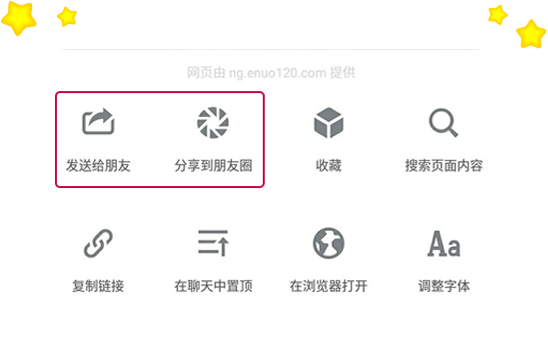 网页由 ng.enuo120.com 提供
发送给朋友 分享到朋友圈 收藏 搜索页面内容
Aa
复制链接 在聊天中置顶 在浏览器打开 调整字体